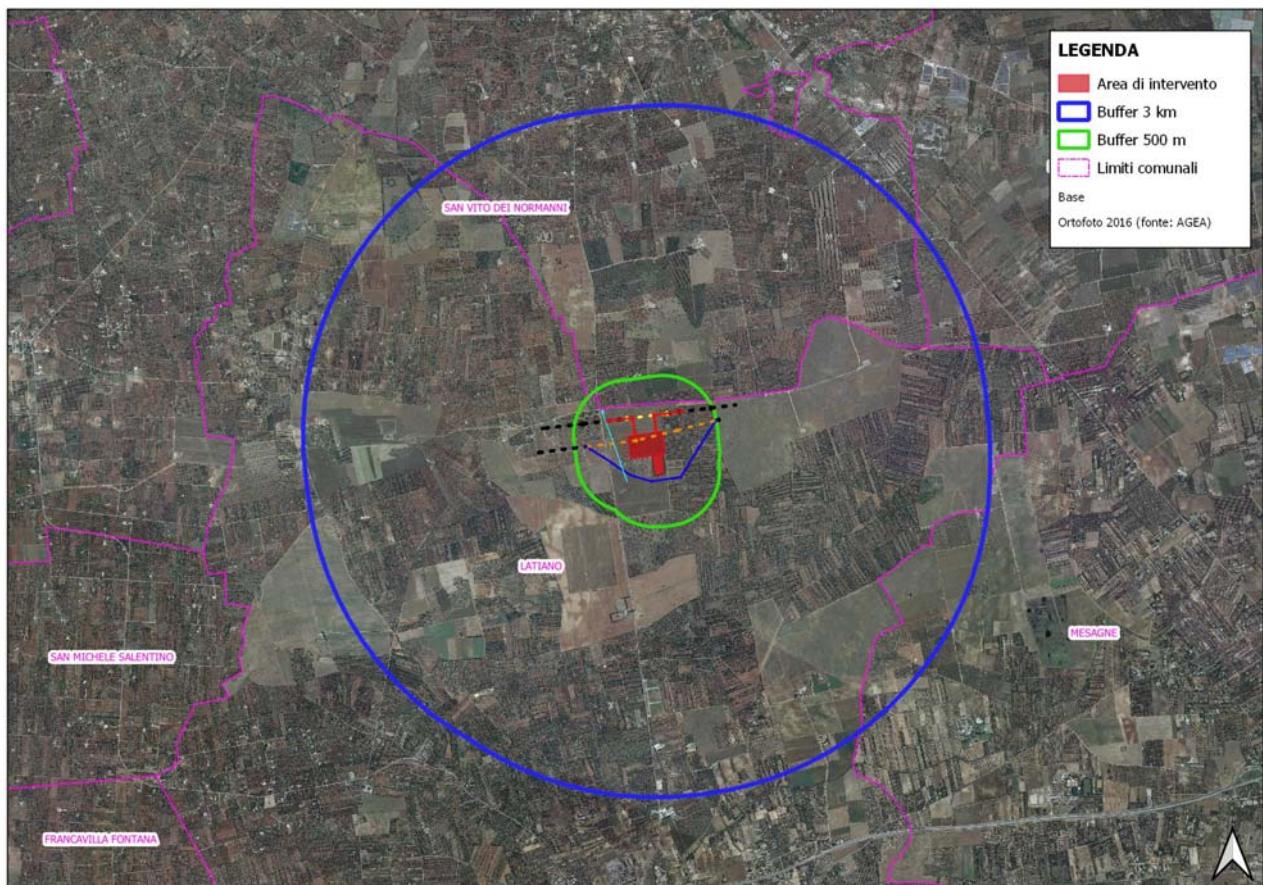 LEGENDA
Area di intervento
Buffer 3 km
Buffer 500 m
Limiti comunali
Base
Ortofoto 2016 (fonte: AGEA)
SAN VITO DEI NORMANNI
LATIANO
MESAGNE
SAN MICHELE SALENTINO
FRANCAVILLA FONTANA